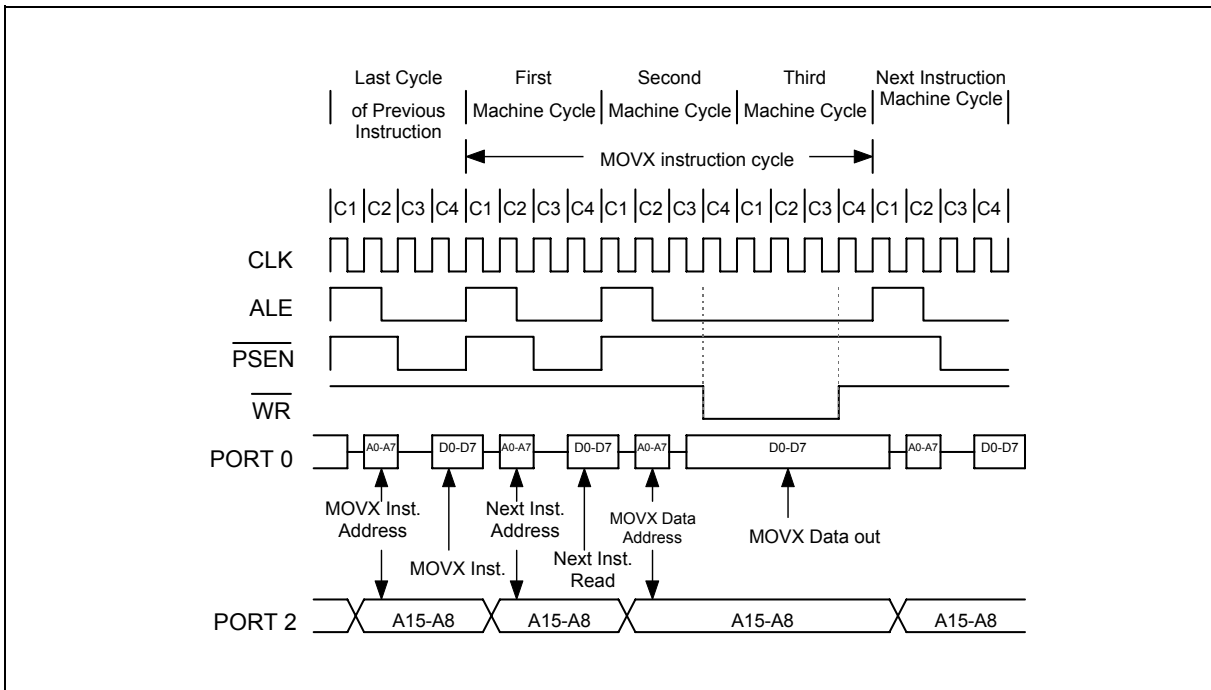 Last Cycle First Second Third Next Instruction
of Previous Machine Cycle Machine Cycle Machine Cycle Machine Cycle
Instruction
MOVX instruction cycle
C1 C2 C3 C4 C1 C2 C3 C4 C1 C2 C3 C4 C1 C2 C3 C4 C1 C2 C3 C4
CLK
ALE
PSEN
WR
PORT 0 A0-A7 D0-D7 A0-A7 D0-D7 A0-A7 D0-D7 A0-A7 D0-D7
MOVX Inst. Next Inst. MOVX Data
Address Address Address
MOVX Data out
MOVX Inst. Next Inst.
Read
PORT 2 A15-A8 A15-A8 A15-A8 A15-A8